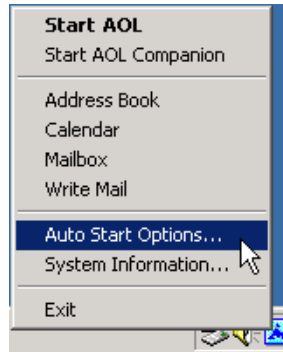 Start AOL
Start AOL Companion
Address Book
Calendar
Mailbox
Write Mail
Auto Start Options...
System Information...
Exit